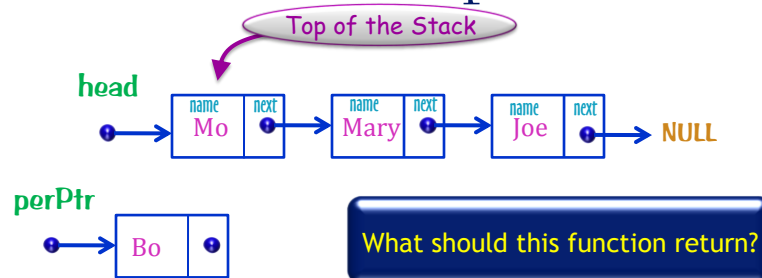 Top of the Stack
head
name next name next name next
Mo Mary Joe NULL
perPtr
Bo
What should this function return?